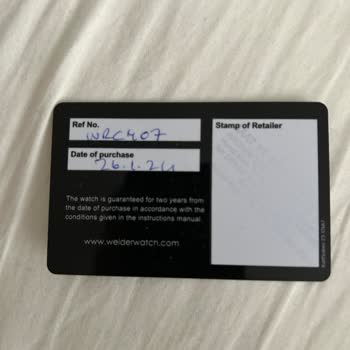 Ref No.
WRC407
Date of purchase
26.1.24
Stamp of Retailer
The watch is guaranteed for two years from
the date of purchase in accordance with the
conditions given in the instructions manual.
www.welderwatch.com